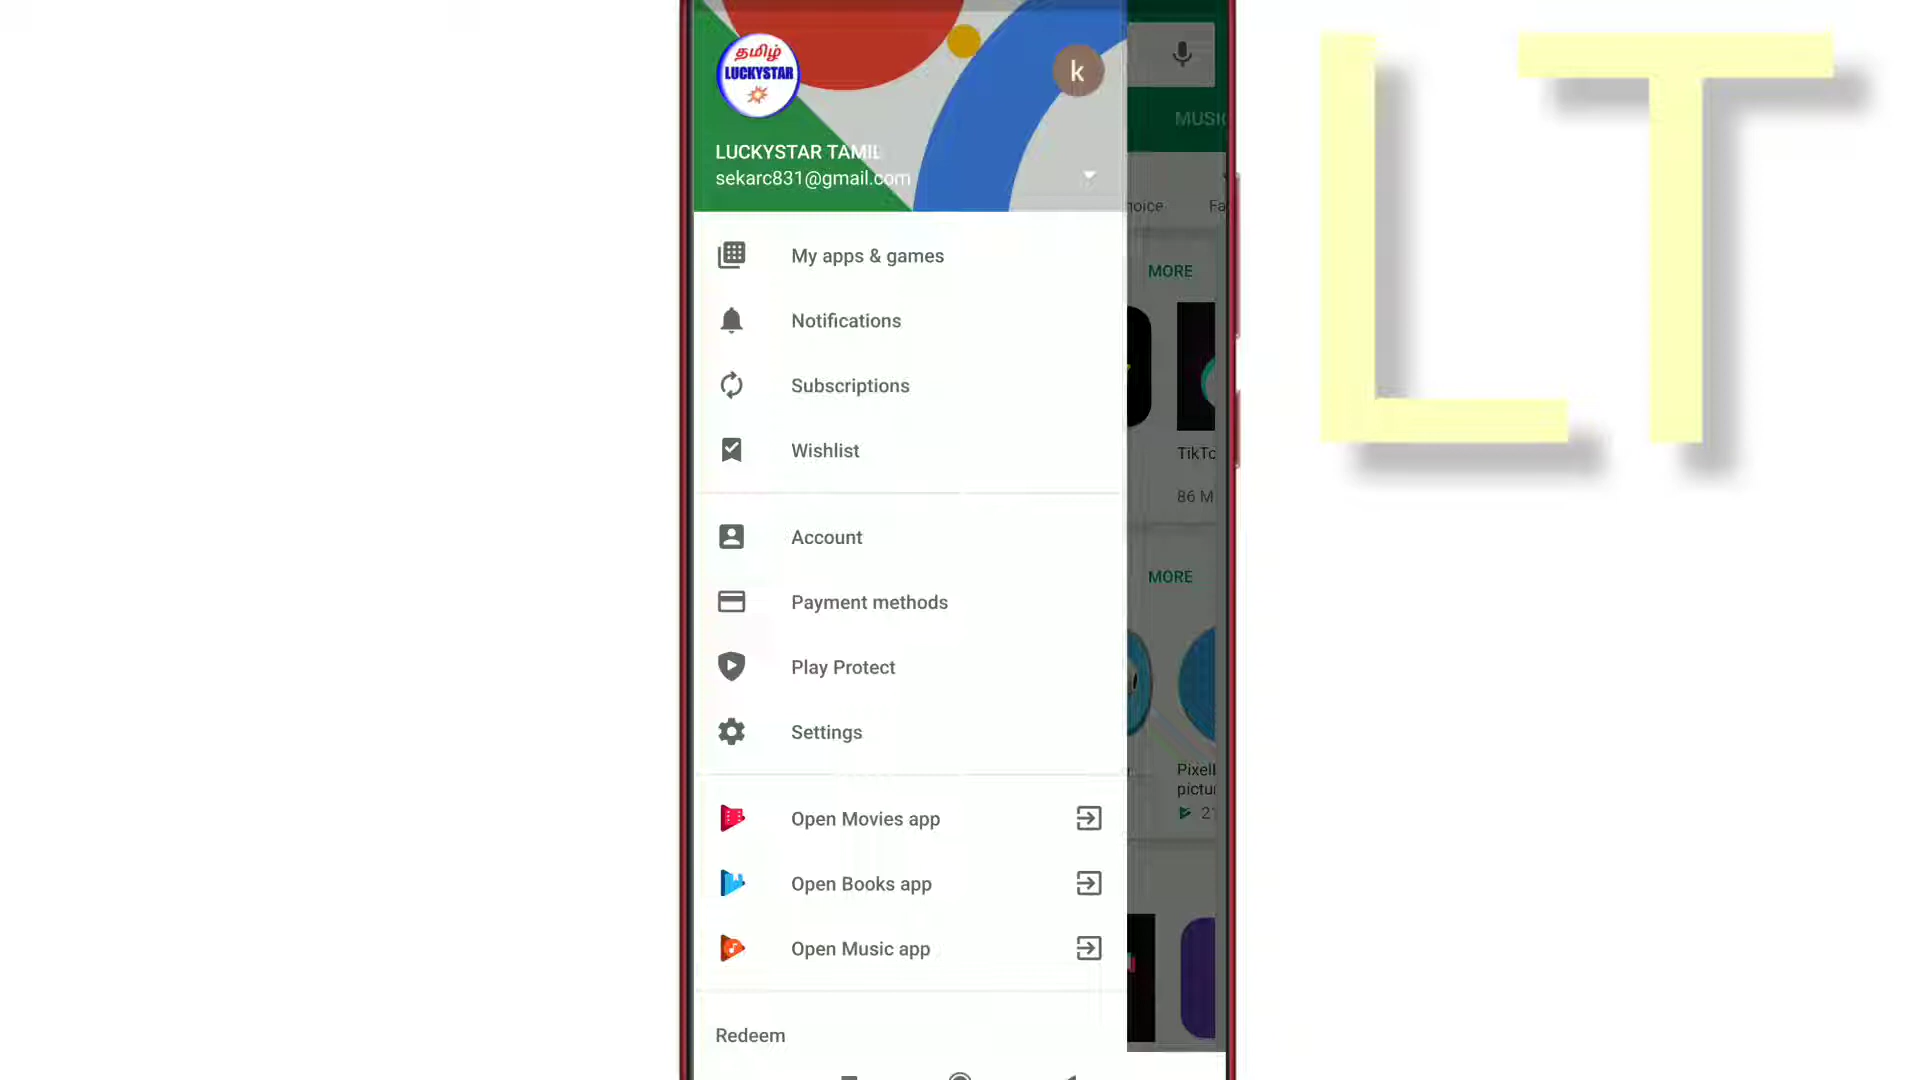 தமிழ்
LUCKYSTAR
k
LUCKYSTAR TAMIL
sekarc831@gmail.com
My apps & games
Notifications
Subscriptions
Wishlist
Account
Payment methods
Play Protect
Settings
Open Movies app
Open Books app
Open Music app
Redeem
MUSIC
hoice
Fa
MORE
TikTo
86 M
MORE
Pixell
pictu
LT